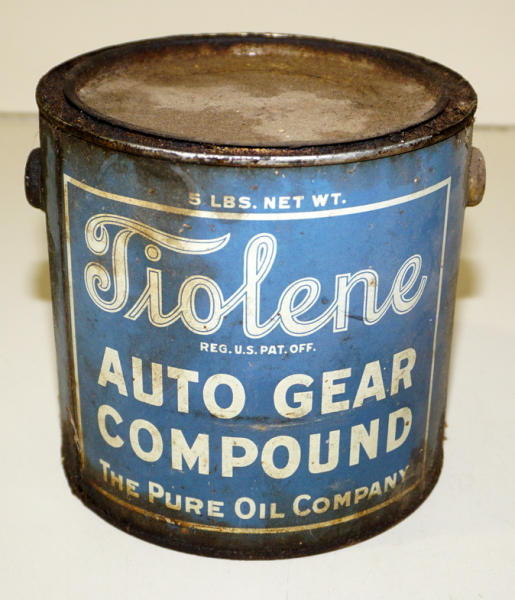 5 LBS. NET WT.
Tiolene
REG. U.S. PAT. OFF.
AUTO GEAR
COMPOUND
THE PURE OIL COMPANY